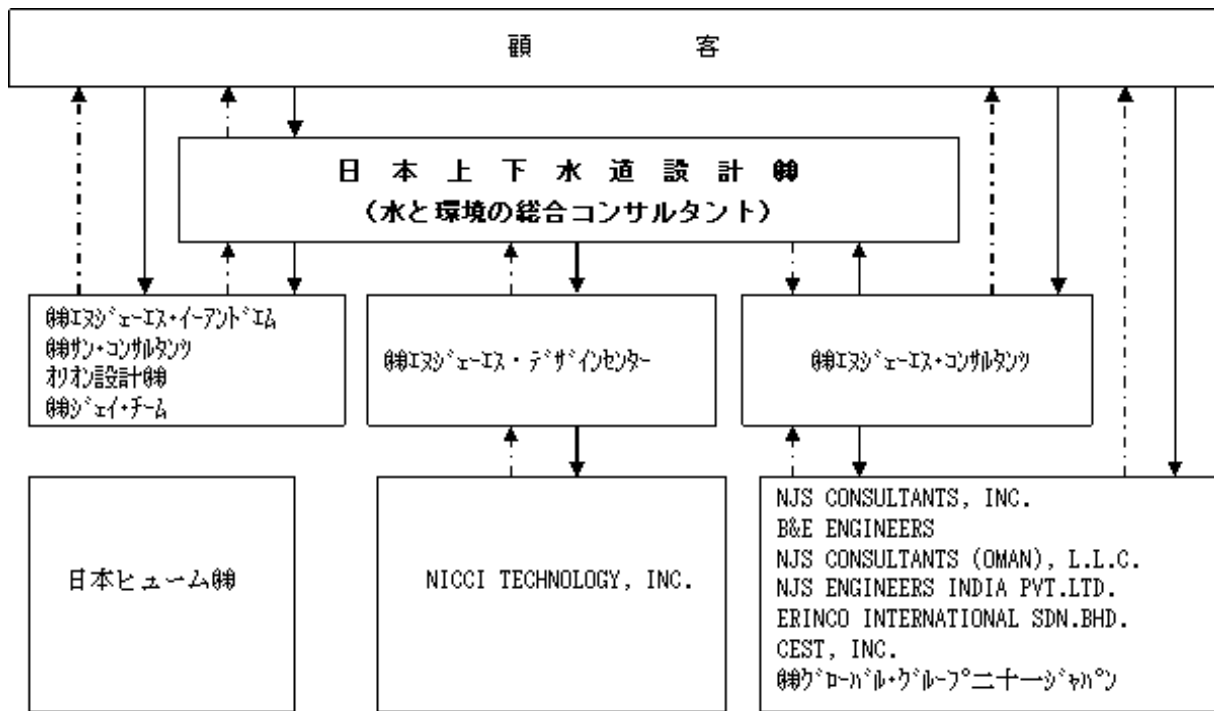 顧　　　客
日本上下水道設計㈱
（水と環境の総合コンサルタント）
㈱ｴﾇｼﾞｪｰｴｽ・ｲｰｱﾝﾄﾞｴﾑ
㈱ｻﾝ・ｺﾝｻﾙﾀﾝﾂ
ｵﾘｵﾝ設計㈱
㈱ｼﾞｪｲ・ﾁｰﾑ
㈱ｴﾇｼﾞｪｰｴｽ・ﾃﾞｻﾞｲﾝｾﾝﾀｰ
㈱ｴﾇｼﾞｪｰｴｽ・ｺﾝｻﾙﾀﾝﾂ
日本ヒューム㈱
NICCI TECHNOLOGY, INC.
NJS CONSULTANTS, INC.
B&E ENGINEERS
NJS CONSULTANTS (OMAN), L.L.C.
NJS ENGINEERS INDIA PVT.LTD.
ERINCO INTERNATIONAL SDN.BHD.
CEST, INC.
㈱ｸﾞﾛｰﾊﾞﾙ・ｸﾞﾙｰﾌﾟ二十一ｼﾞｬﾊﾟﾝ